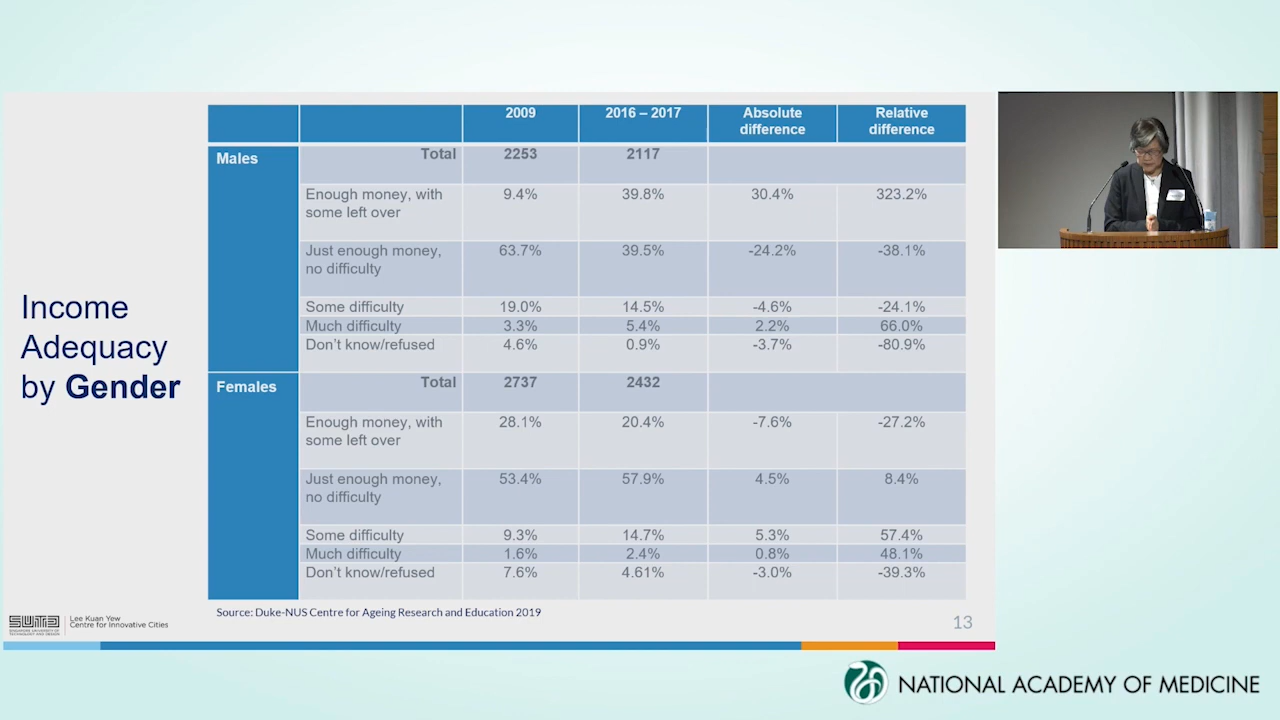 Income
Adequacy
by Gender
2009 2016 – 2017 Absolute difference Relative difference
Males Total 2253 2117
Enough money, with some left over 9.4% 39.8% 30.4% 323.2%
Just enough money, no difficulty 63.7% 39.5% -24.2% -38.1%
Some difficulty 19.0% 14.5% -4.6% -24.1%
Much difficulty 3.3% 5.4% 2.2% 66.0%
Don't know/refused 4.6% 0.9% -3.7% -80.9%
Females Total 2737 2432
Enough money, with some left over 28.1% 20.4% -7.6% -27.2%
Just enough money, no difficulty 53.4% 57.9% 4.5% 8.4%
Some difficulty 9.3% 14.7% 5.3% 57.4%
Much difficulty 1.6% 2.4% 0.8% 48.1%
Don't know/refused 7.6% 4.61% -3.0% -39.3%
Source: Duke-NUS Centre for Ageing Research and Education 2019
Lee Kuan Yew
Centre for Innovative Cities
13
NATIONAL ACADEMY OF MEDICINE